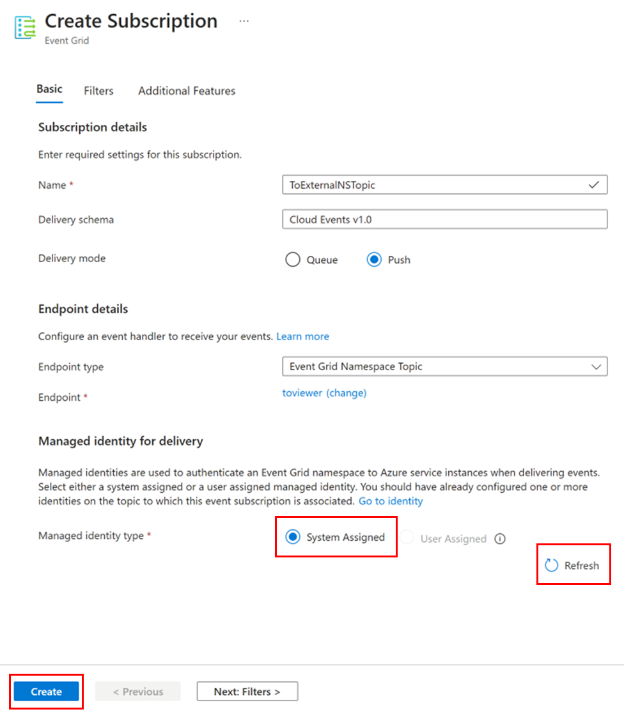 Create Subscription ...
Event Grid
Basic Filters Additional Features
Subscription details
Enter required settings for this subscription.
Name * ToExternalNSTopic
Delivery schema Cloud Events v1.0
Delivery mode Queue Push
Endpoint details
Configure an event handler to receive your events. Learn more
Endpoint type Event Grid Namespace Topic
Endpoint * toviewer (change)
Managed identity for delivery
Managed identities are used to authenticate an Event Grid namespace to Azure service instances when delivering events.
Select either a system assigned or a user assigned managed identity. You should have already configured one or more
identities on the topic to which this event subscription is associated. Go to identity
Managed identity type * System Assigned User Assigned
Refresh
Create < Previous Next: Filters >